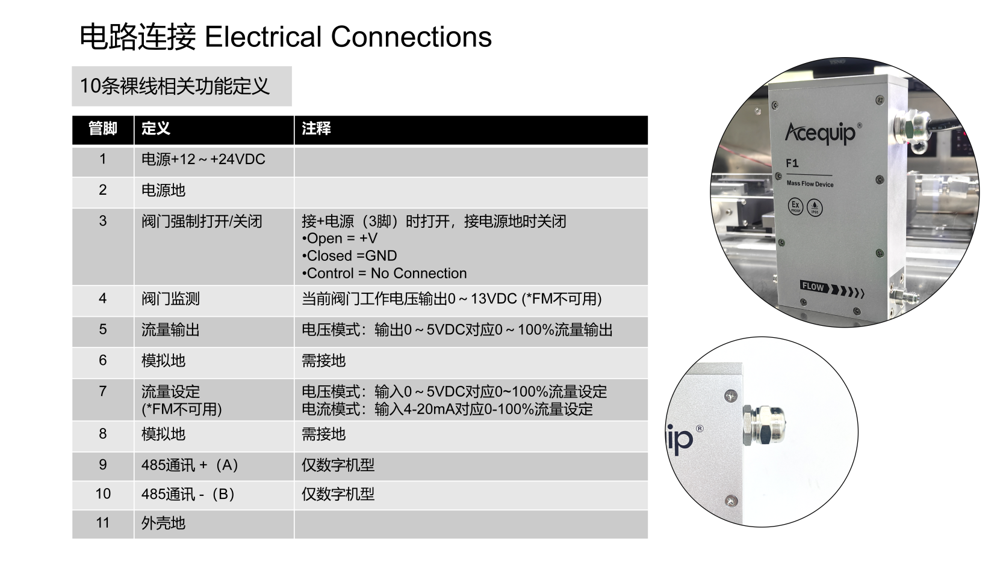 电路连接 Electrical Connections
10条裸线相关功能定义
管脚 定义 注释
1 电源+12～+24VDC
2 电源地
3 阀门强制打开/关闭 接+电源（3脚）时打开，接电源地时关闭
•Open = +V
•Closed =GND
•Control = No Connection
4 阀门监测 当前阀门工作电压输出0～13VDC (*FM不可用)
5 流量输出 电压模式：输出0～5VDC对应0～100%流量输出
6 模拟地 需接地
7 流量设定 电压模式：输入0～5VDC对应0~100%流量设定
(*FM不可用) 电流模式：输入4-20mA对应0-100%流量设定
8 模拟地 需接地
9 485通讯 +（A） 仅数字机型
10 485通讯 -（B） 仅数字机型
11 外壳地
Acequip®
F1
Mass Flow Device
Ex
PROOF
IP65
FLOW
ip®